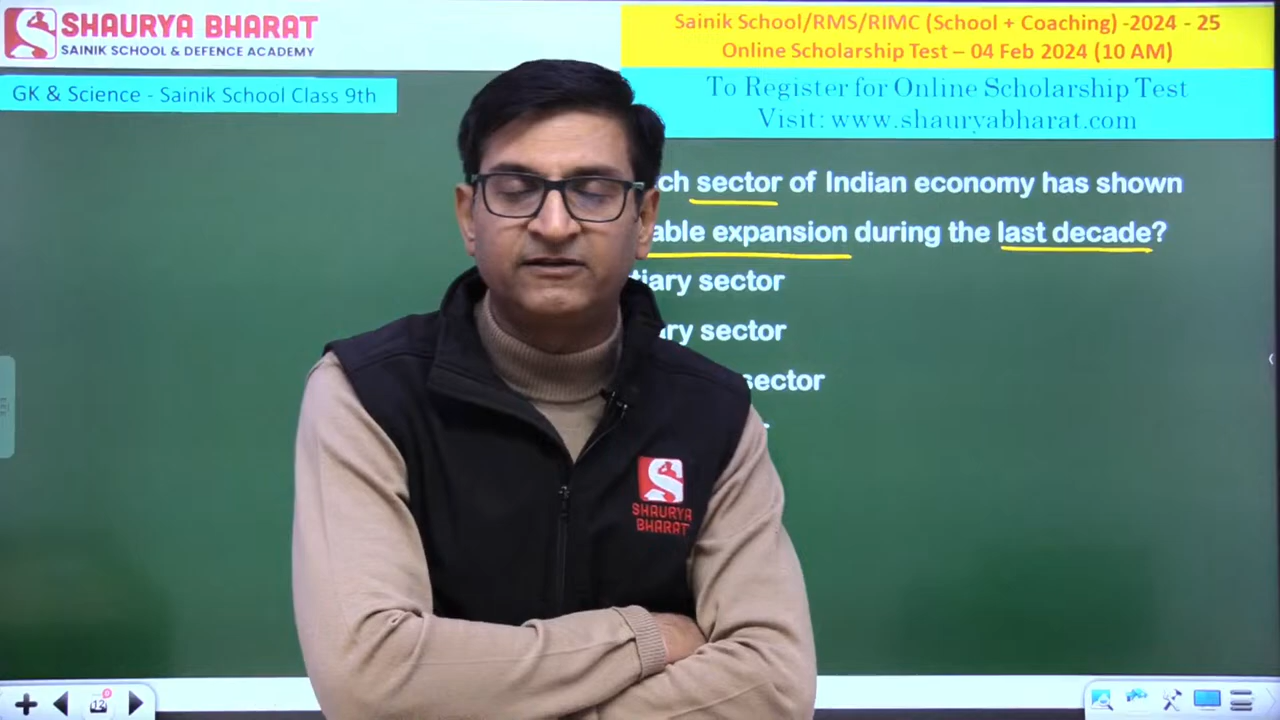 SHAURYA BHARAT
SAINIK SCHOOL & DEFENCE ACADEMY
Sainik School/RMS/RIMC (School + Coaching) -2024 - 25
Online Scholarship Test – 04 Feb 2024 (10 AM)
GK & Science - Sainik School Class 9th
To Register for Online Scholarship Test
Visit: www.shauryabharat.com
sector of Indian economy has shown
expansion during the last decade?
sector
sector
sector
SHAURYA
BHARAT